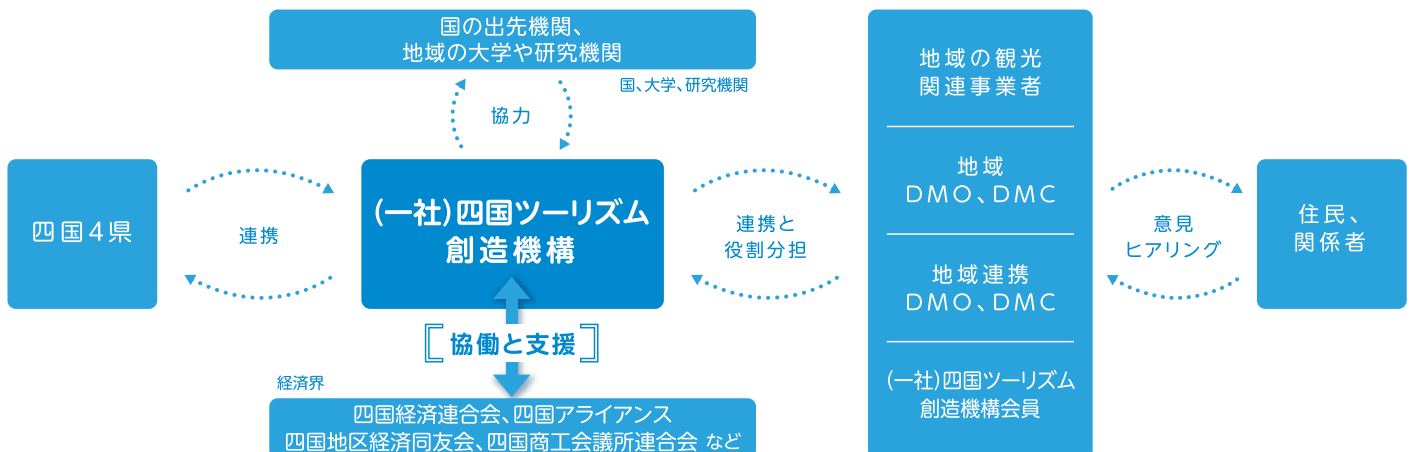 国の出先機関、
地域の大学や研究機関
国、大学、研究機関
協力
四国4県
連携
(一社)四国ツーリズム
創造機構
連携と
役割分担
地域の観光
関連事業者
地域
DMO、DMC
地域連携
DMO、DMC
(一社)四国ツーリズム
創造機構会員
意見
ヒアリング
住民、
関係者
協働と支援
経済界
四国経済連合会、四国アライアンス
四国地区経済同友会、四国商工会議所連合会 など